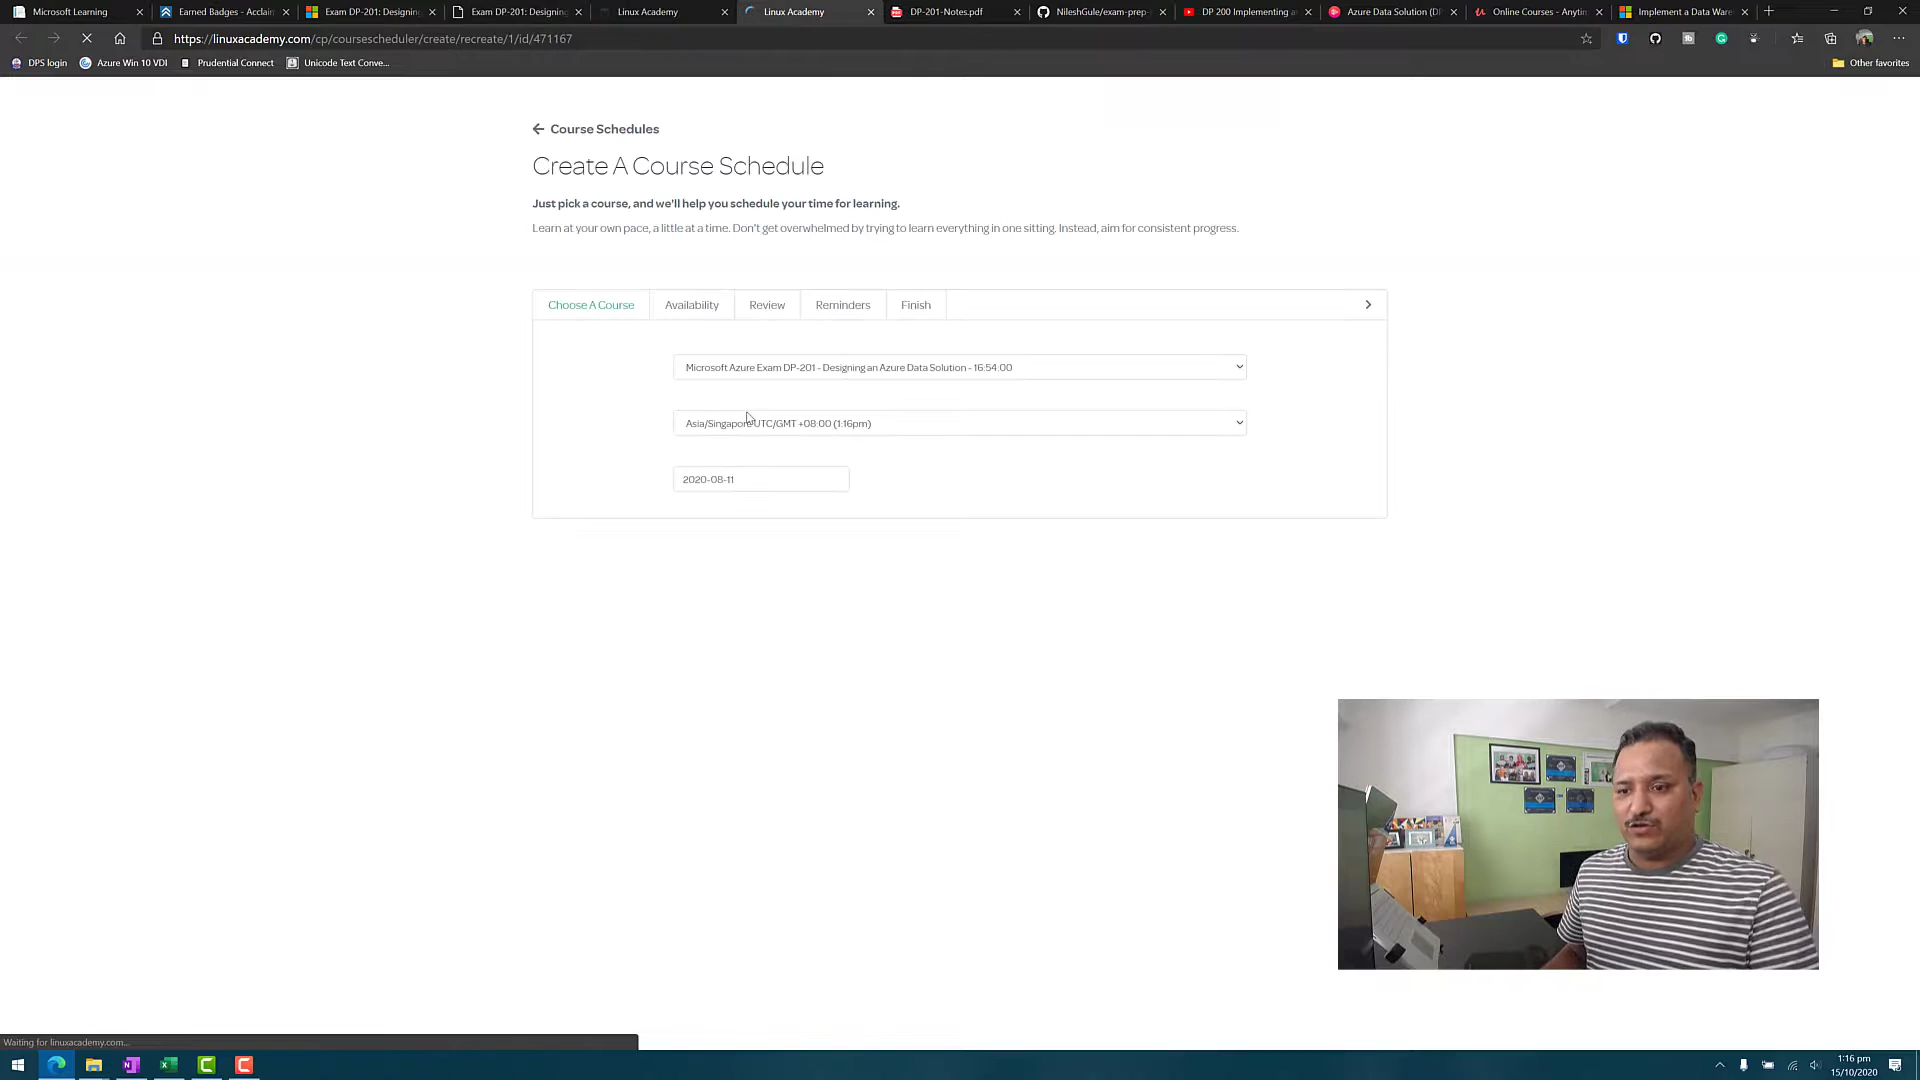 Microsoft Learning
Earned Badges - Acclaim
Exam DP-201: Designing
Exam DP-201: Designing
Linux Academy
Linux Academy
DP-201-Notes.pdf
NileshGule/exam-prep
DP 200 Implementing a
Azure Data Solution (DP
Online Courses - Anytim
Implement a Data Ware
https://linuxacademy.com/cp/coursescheduler/create/recreate/1/id/471167
DPS login
Azure Win 10 VDI
Prudential Connect
Unicode Text Conve...
Other favorites
Course Schedules
Create A Course Schedule
Just pick a course, and we'll help you schedule your time for learning.
Learn at your own pace, a little at a time. Don't get overwhelmed by trying to learn everything in one sitting. Instead, aim for consistent progress.
Choose A Course
Availability
Review
Reminders
Finish
Microsoft Azure Exam DP-201 - Designing an Azure Data Solution - 16:54:00
Asia/Singapore UTC/GMT +08:00 (1:16pm)
2020-08-11
Waiting for linuxacademy.com...
1:16 pm
15/10/2020